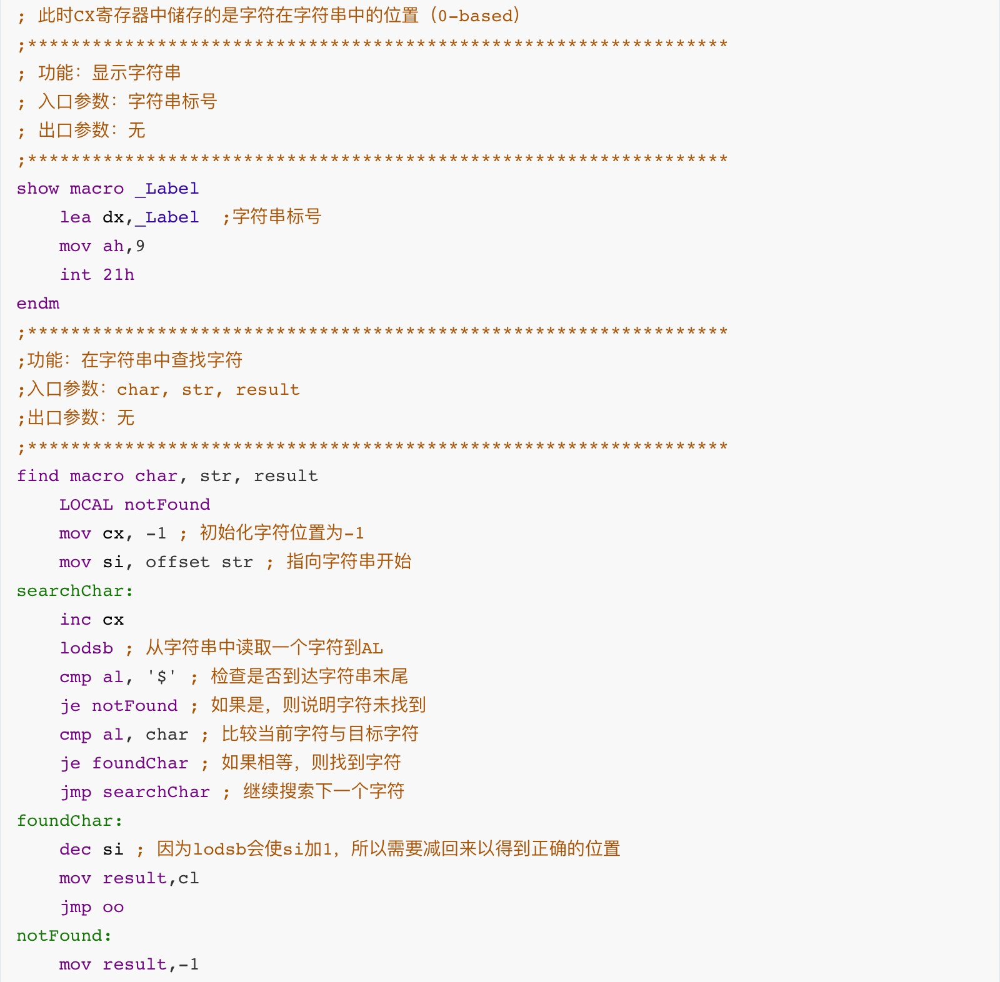 ; 此时CX寄存器中储存的是字符在字符串中的位置（0-based）
;*****************************************************************
; 功能：显示字符串
; 入口参数：字符串标号
; 出口参数：无
;*****************************************************************
show macro _Label
    lea dx,_Label  ;字符串标号
    mov ah,9
    int 21h
endm
;*****************************************************************
;功能：在字符串中查找字符
;入口参数：char, str, result
;出口参数：无
;*****************************************************************
find macro char, str, result
    LOCAL notFound
    mov cx, -1 ; 初始化字符位置为-1
    mov si, offset str ; 指向字符串开始
searchChar:
    inc cx
    lodsb ; 从字符串中读取一个字符到AL
    cmp al, '$' ; 检查是否到达字符串末尾
    je notFound ; 如果是，则说明字符未找到
    cmp al, char ; 比较当前字符与目标字符
    je foundChar ; 如果相等，则找到字符
    jmp searchChar ; 继续搜索下一个字符
foundChar:
    dec si ; 因为lodsb会使si加1，所以需要减回来以得到正确的位置
    mov result,cl
    jmp oo
notFound:
    mov result,-1